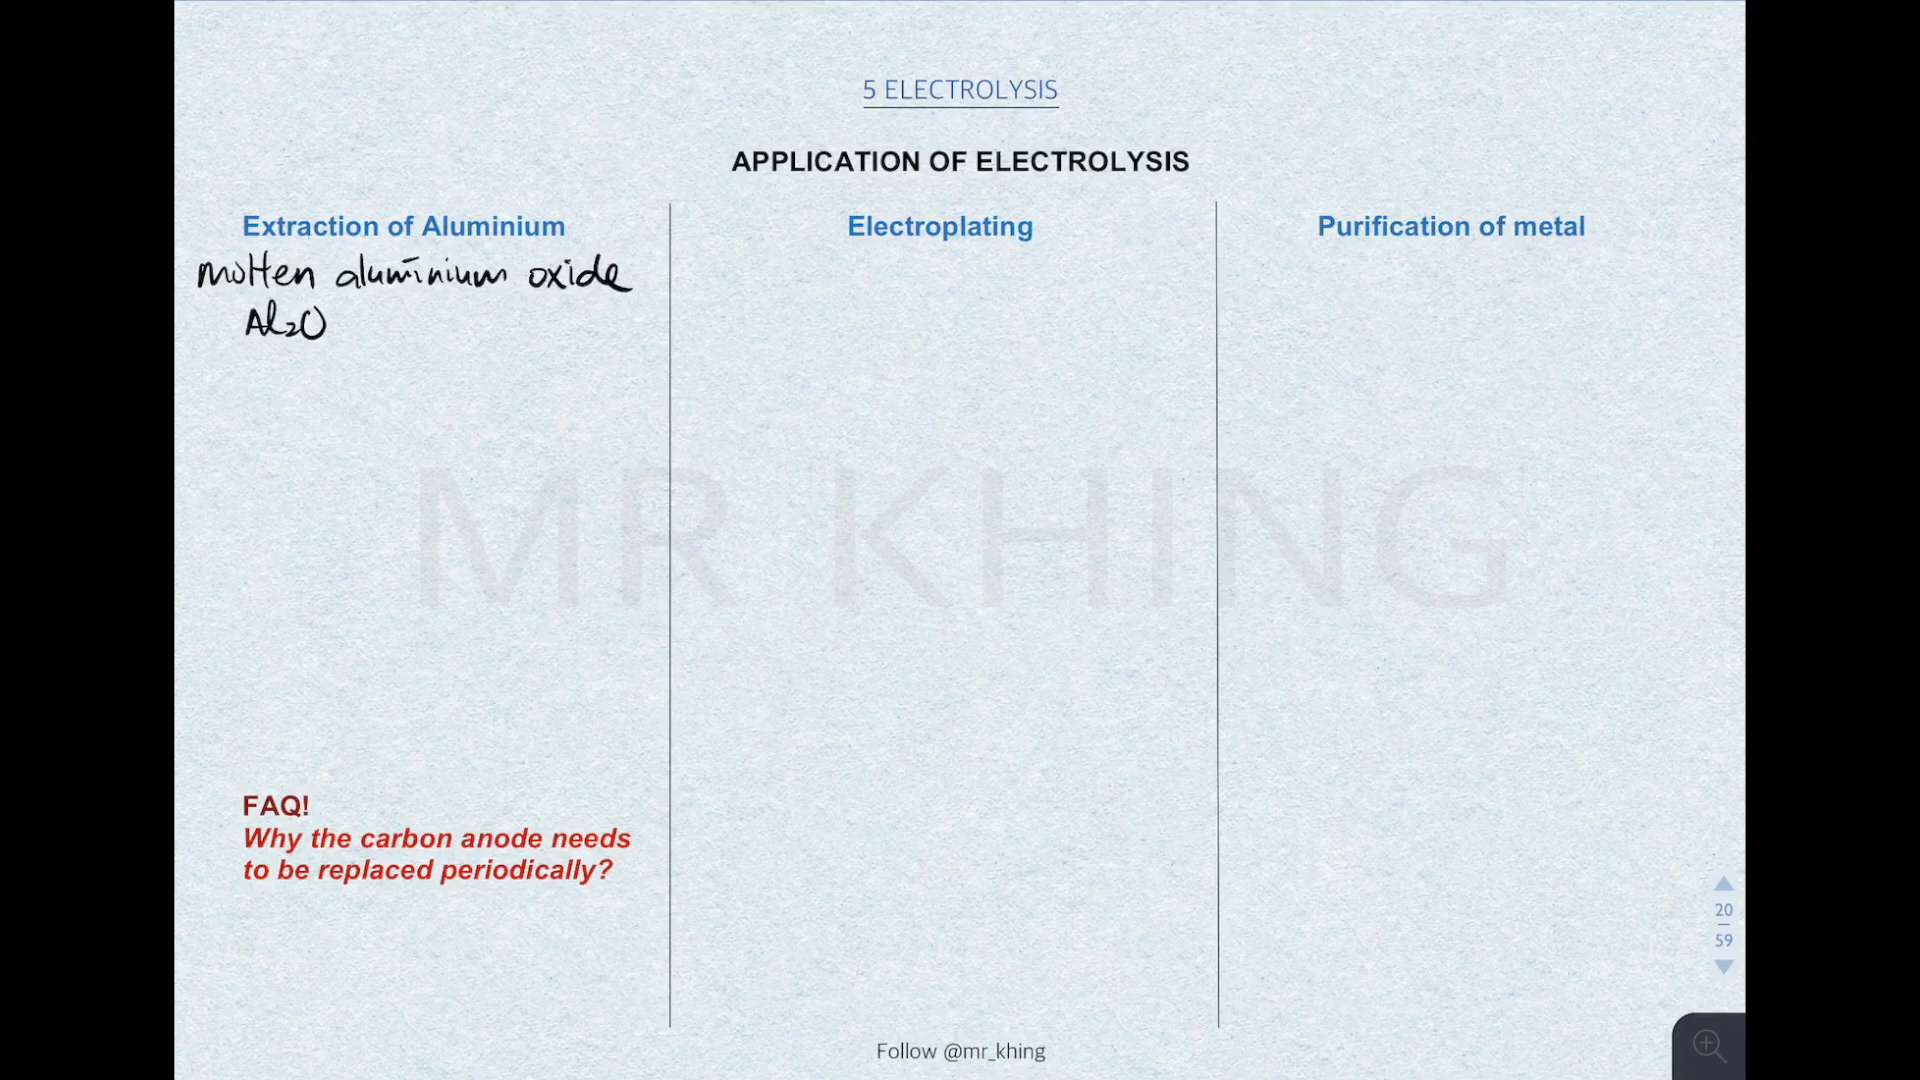 5 ELECTROLYSIS
APPLICATION OF ELECTROLYSIS
Extraction of Aluminium
molten aluminium oxide
Al₂O
FAQ!
Why the carbon anode needs
to be replaced periodically?
Electroplating
Purification of metal
MR KHING
20
59
Follow @mr_khing